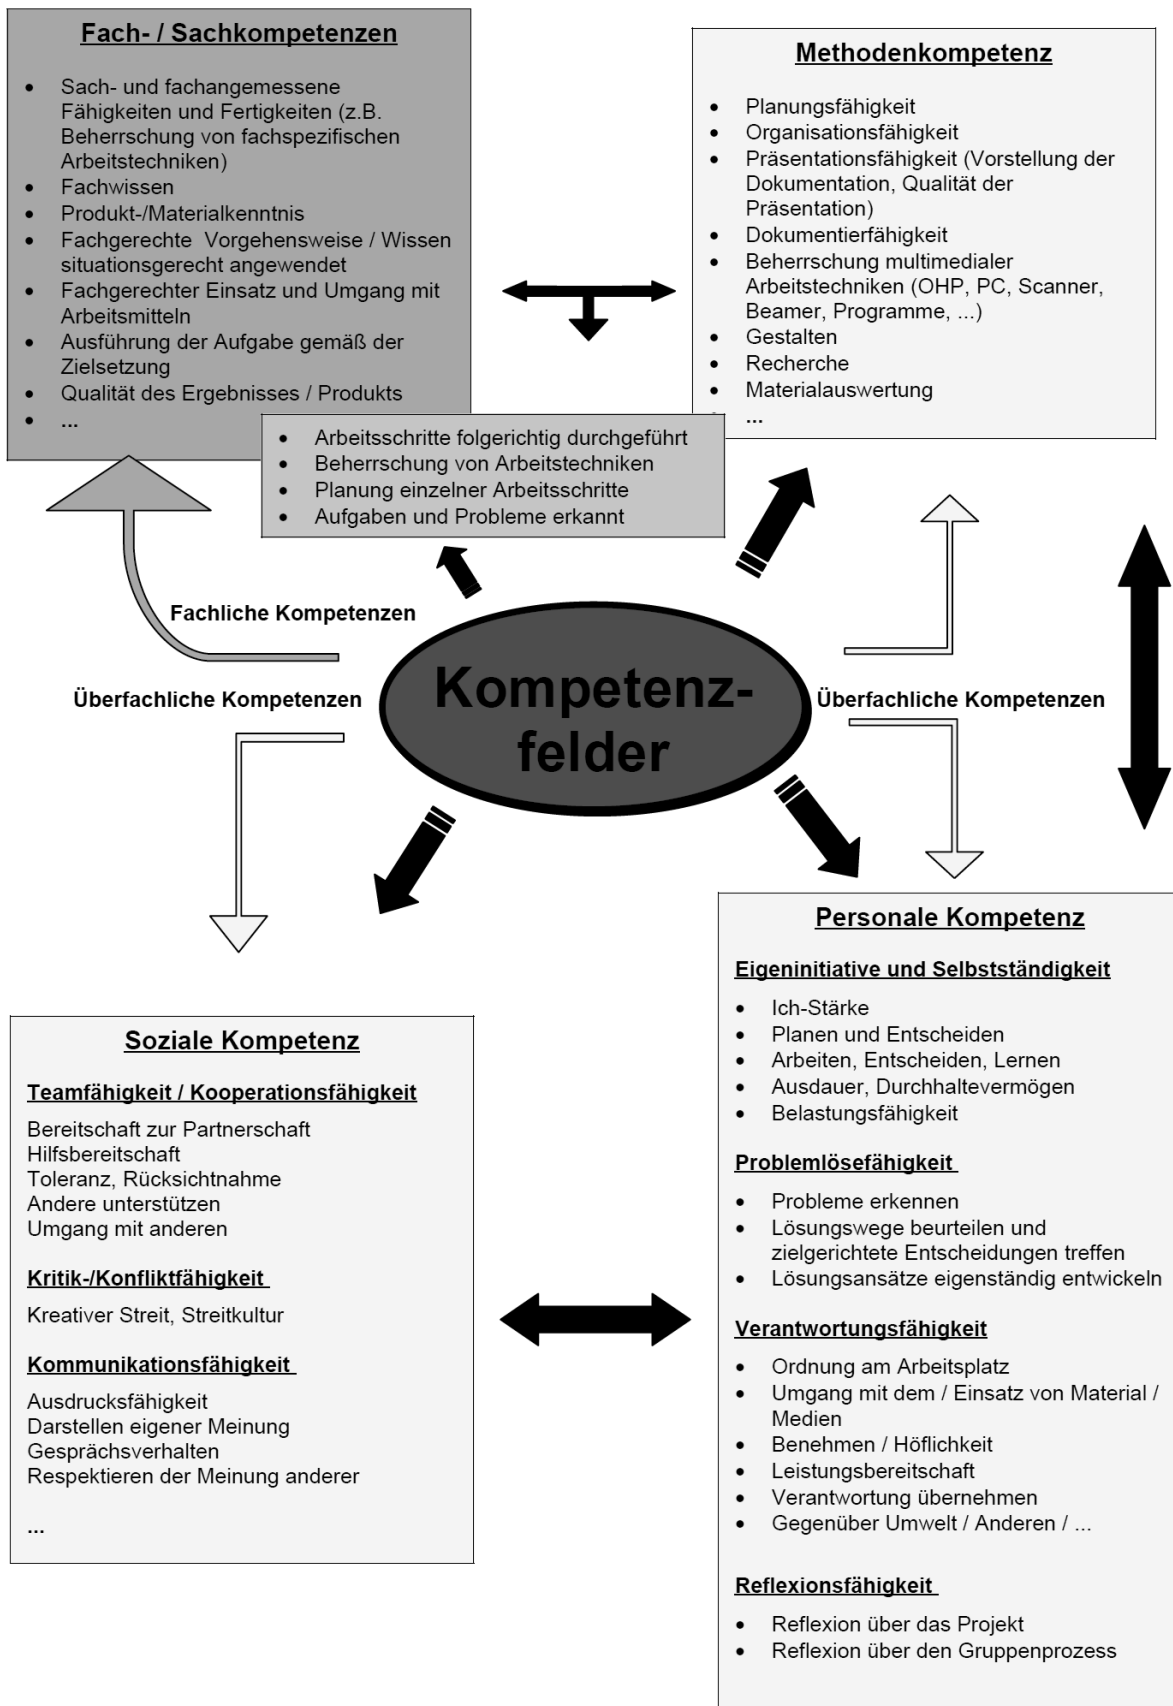 Fach- / Sachkompetenzen
• Sach- und fachangemessene
Fähigkeiten und Fertigkeiten (z.B.
Beherrschung von fachspezifischen
Arbeitstechniken)
• Fachwissen
• Produkt-/Materialkenntnis
• Fachgerechte Vorgehensweise / Wissen
situationsgerecht angewendet
• Fachgerechter Einsatz und Umgang mit
Arbeitsmitteln
• Ausführung der Aufgabe gemäß der
Zielsetzung
• Qualität des Ergebnisses / Produkts
• ...
Methodenkompetenz
• Planungsfähigkeit
• Organisationsfähigkeit
• Präsentationsfähigkeit (Vorstellung der
Dokumentation, Qualität der
Präsentation)
• Dokumentierfähigkeit
• Beherrschung multimedialer
Arbeitstechniken (OHP, PC, Scanner,
Beamer, Programme, ...)
• Gestalten
• Recherche
• Materialauswertung
• ...
• Arbeitsschritte folgerichtig durchgeführt
• Beherrschung von Arbeitstechniken
• Planung einzelner Arbeitsschritte
• Aufgaben und Probleme erkannt
Fachliche Kompetenzen
Überfachliche Kompetenzen
Kompetenz-
felder
Überfachliche Kompetenzen
Soziale Kompetenz
Teamfähigkeit / Kooperationsfähigkeit
Bereitschaft zur Partnerschaft
Hilfsbereitschaft
Toleranz, Rücksichtnahme
Andere unterstützen
Umgang mit anderen
Kritik-/Konfliktfähigkeit
Kreativer Streit, Streitkultur
Kommunikationsfähigkeit
Ausdrucksfähigkeit
Darstellen eigener Meinung
Gesprächsverhalten
Respektieren der Meinung anderer
...
Personale Kompetenz
Eigeninitiative und Selbstständigkeit
• Ich-Stärke
• Planen und Entscheiden
• Arbeiten, Entscheiden, Lernen
• Ausdauer, Durchhaltevermögen
• Belastungsfähigkeit
Problemlösefähigkeit
• Probleme erkennen
• Lösungswege beurteilen und
zielgerichtete Entscheidungen treffen
• Lösungsansätze eigenständig entwickeln
Verantwortungsfähigkeit
• Ordnung am Arbeitsplatz
• Umgang mit dem / Einsatz von Material /
Medien
• Benehmen / Höflichkeit
• Leistungsbereitschaft
• Verantwortung übernehmen
• Gegenüber Umwelt / Anderen / ...
Reflexionsfähigkeit
• Reflexion über das Projekt
• Reflexion über den Gruppenprozess